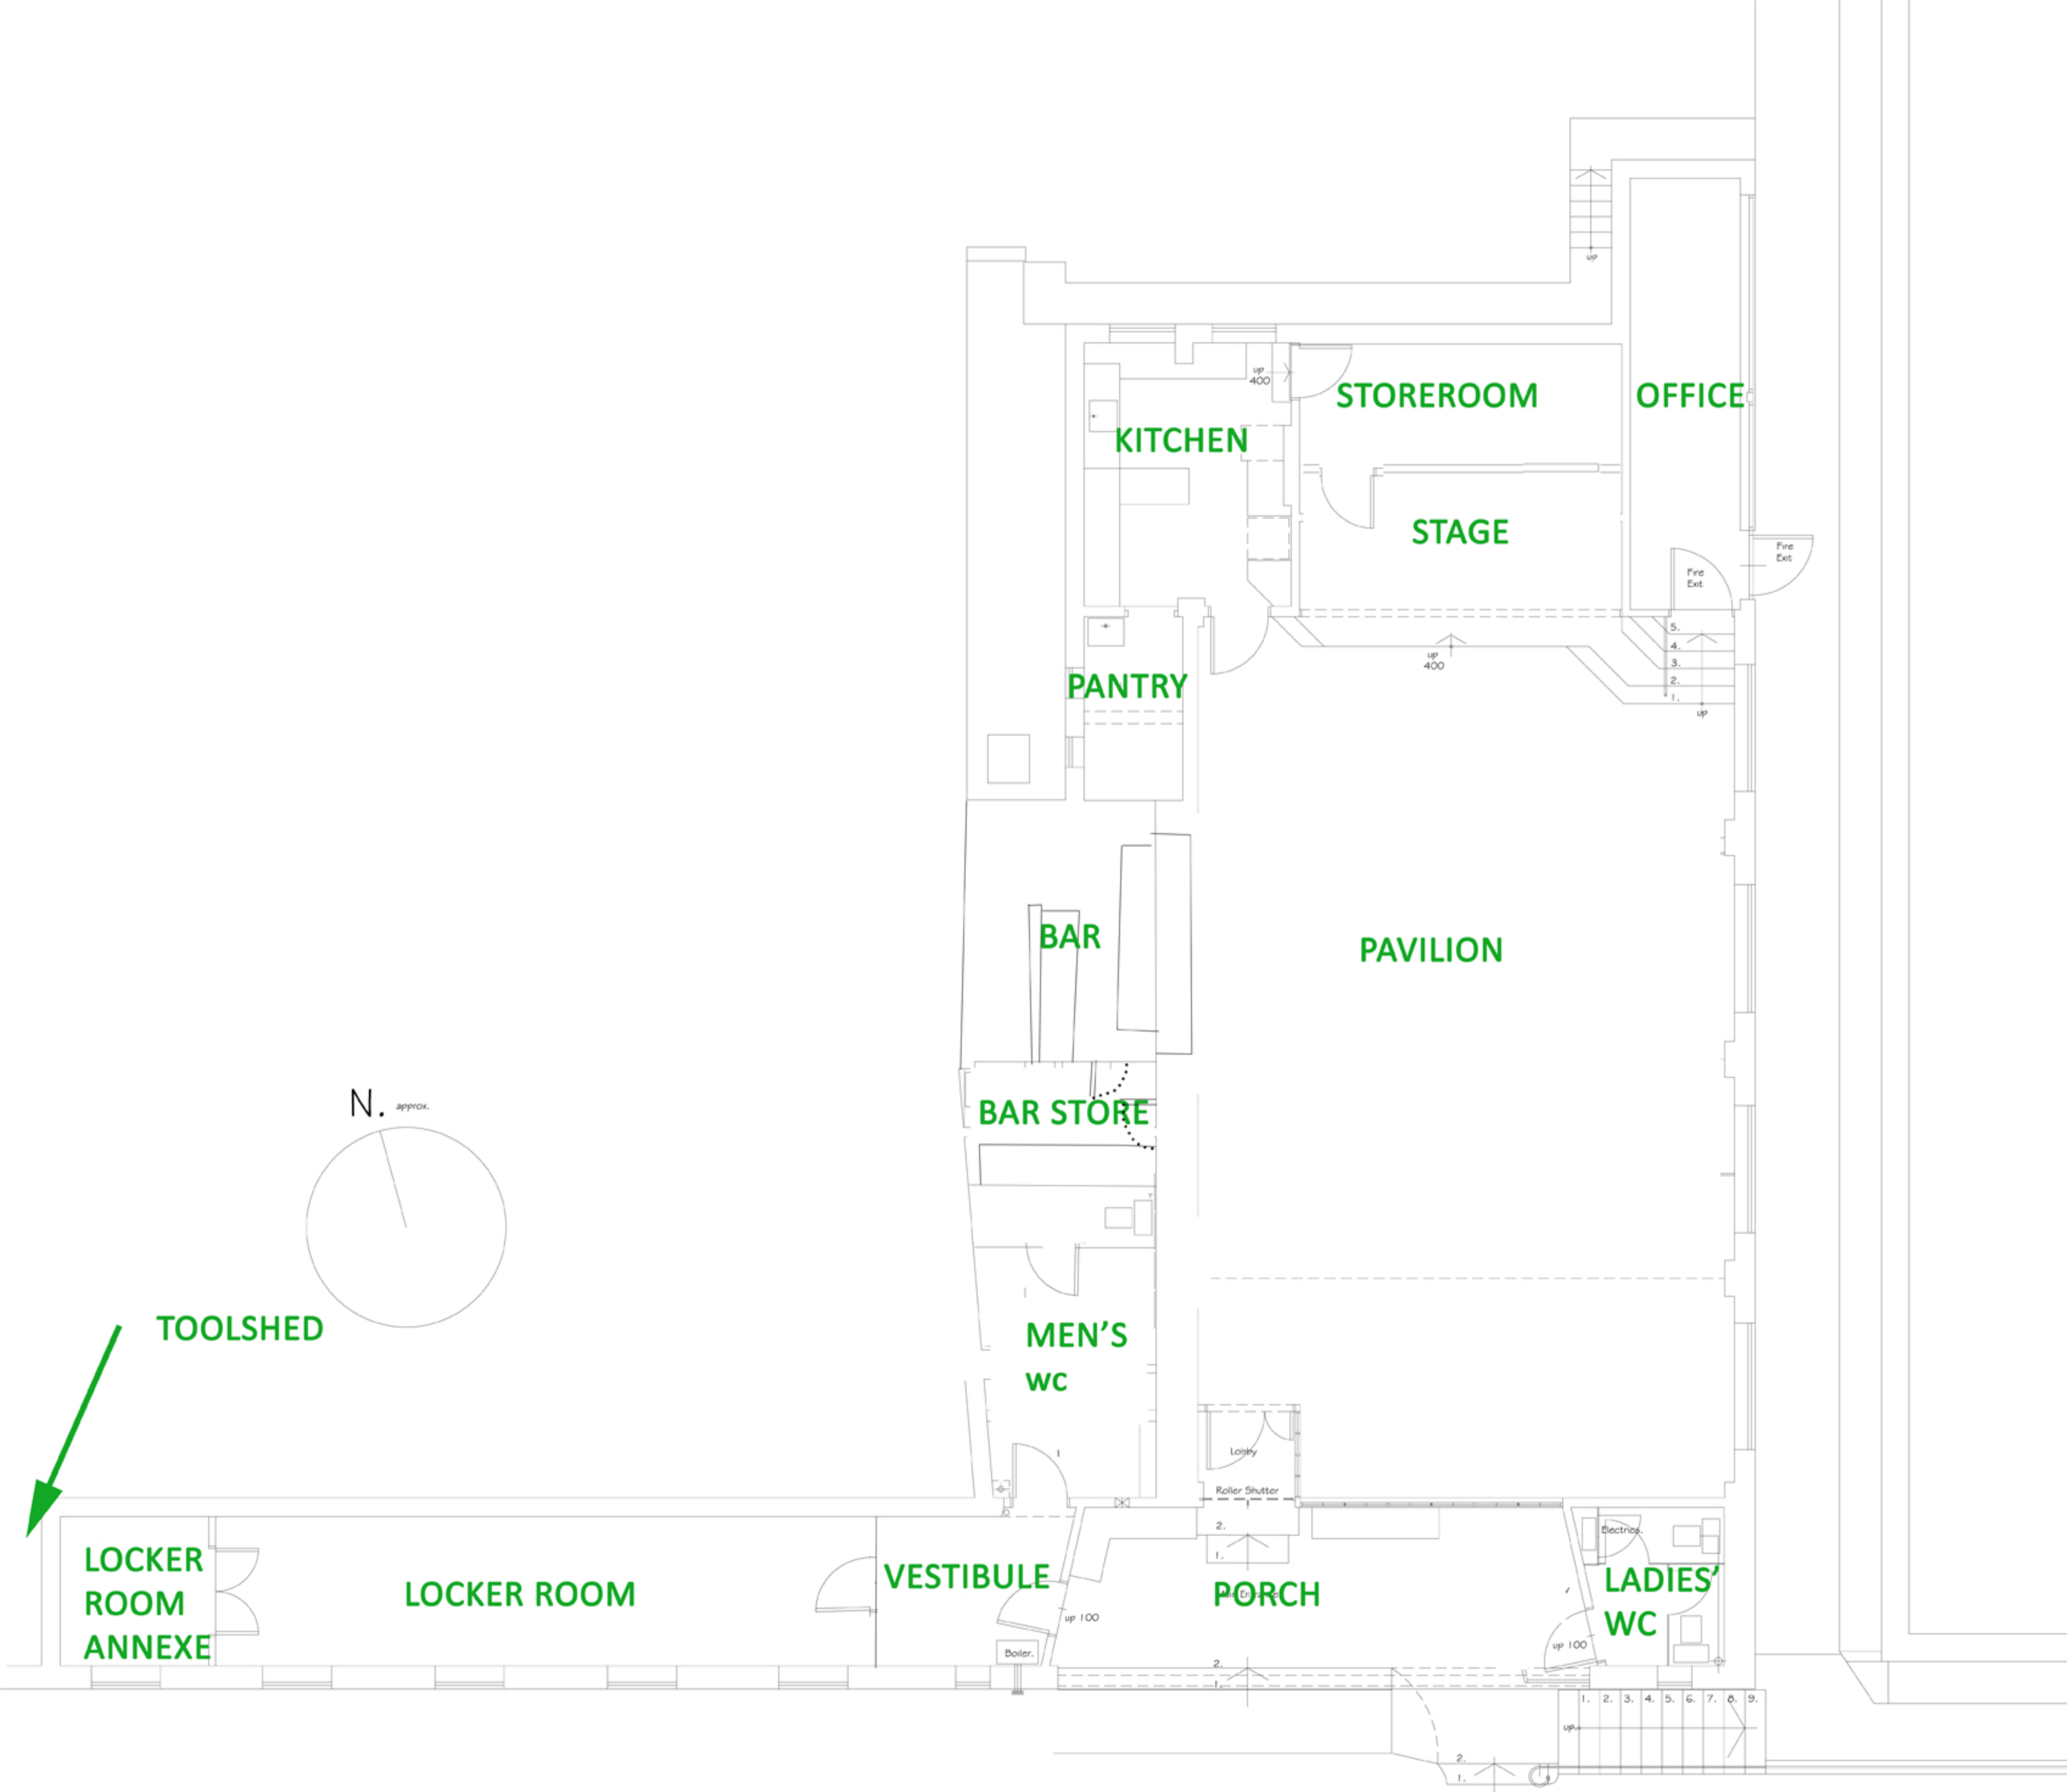 up
STOREROOM
OFFICE
up
400
KITCHEN
STAGE
Fire
Exit
Fire
Exit
5.
4.
3.
2.
1.
up
up
400
PANTRY
BAR
PAVILION
N. approx.
BAR STORE
TOOLSHED
MEN'S
WC
1
Lobby
Roller Shutter
2.
1.
Electrics.
LOCKER
ROOM
ANNEXE
LOCKER ROOM
VESTIBULE
PORCH
LADIES'
WC
up 100
up 100
Boiler.
2.
1.
1. 2. 3. 4. 5. 6. 7. 8. 9.
up.
2.
1.